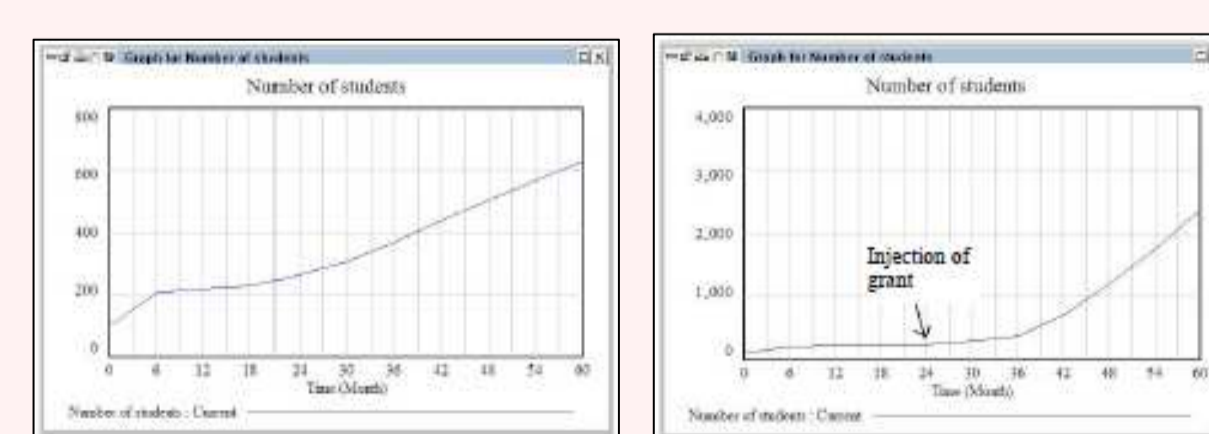 Graph for Number of students
Number of students
800
600
400
200
0
0 6 12 18 24 30 36 42 48 54 60
Time (Month)
Number of students : Current
Graph for Number of students
Number of students
4,000
3,000
2,000
1,000
0
Injection of
grant
0 6 12 18 24 30 36 42 48 54 60
Time (Month)
Number of students : Current